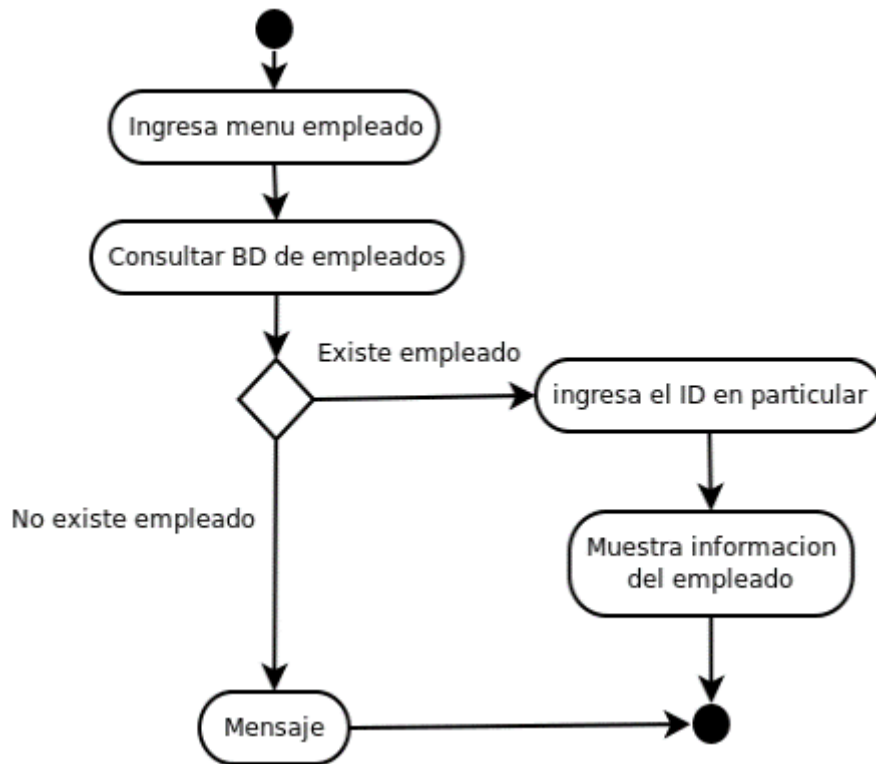 Ingresa menu empleado
Consultar BD de empleados
Existe empleado
ingresa el ID en particular
No existe empleado
Muestra informacion
del empleado
Mensaje